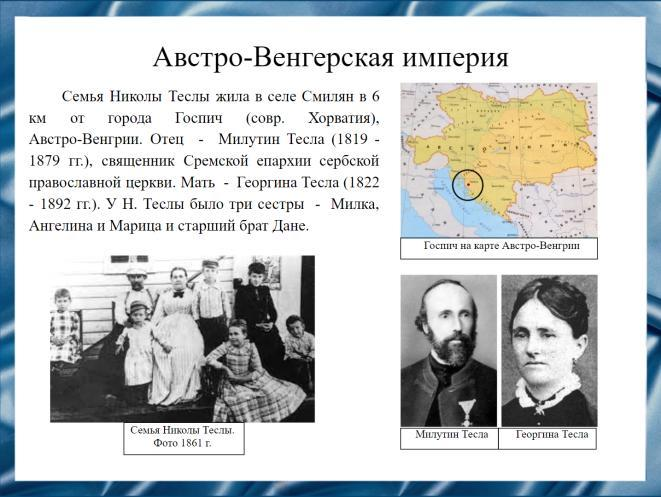 Австро-Венгерская империя
Семья Николы Теслы жила в селе Смилян в 6
км от города Госпич (совр. Хорватия),
Австро-Венгрии. Отец - Милутин Тесла (1819 -
1879 гг.), священник Сремской епархии сербской
православной церкви. Мать - Георгина Тесла (1822
- 1892 гг.). У Н. Теслы было три сестры - Милка,
Ангелина и Марица и старший брат Дане.
Госпич на карте Австро-Венгрии
Семья Николы Теслы.
Фото 1861 г.
Милутин Тесла
Георгина Тесла